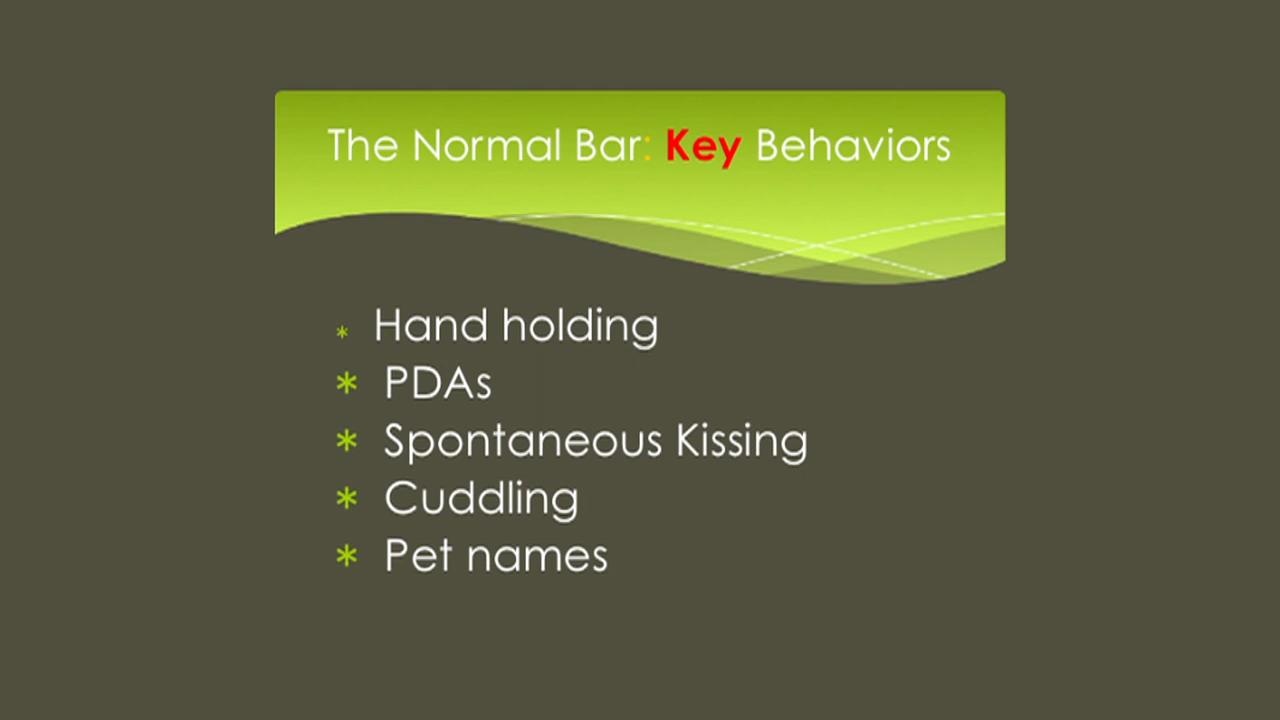 The Normal Bar: Key Behaviors
* Hand holding
* PDAs
* Spontaneous Kissing
* Cuddling
* Pet names